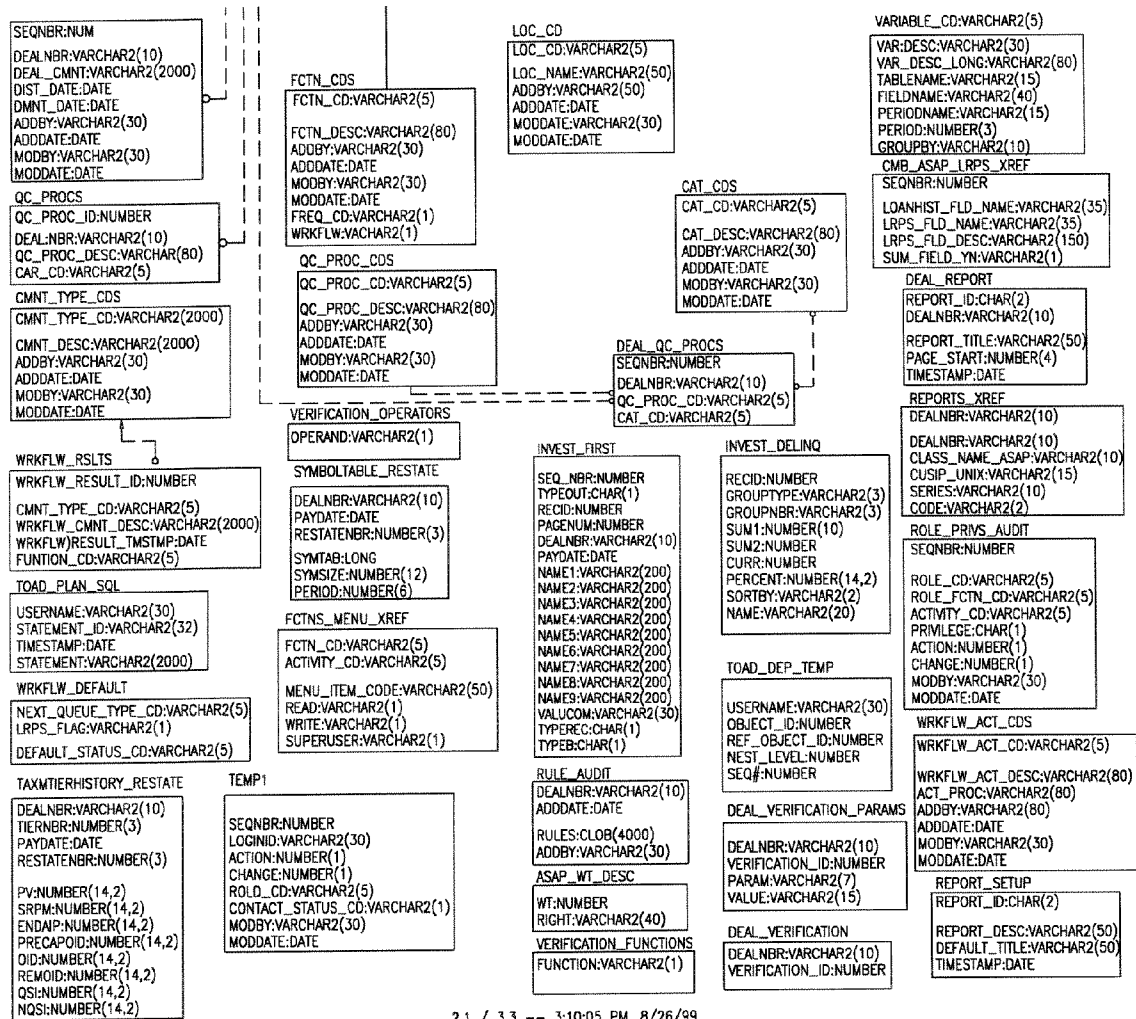 SEQNBR:NUM
DEALNBR:VARCHAR2(10)
DEAL_CMNT:VARCHAR2(2000)
DIST_DATE:DATE
DMNT_DATE:DATE
ADDBY:VARCHAR2(30)
ADDDATE:DATE
MODBY:VARCHAR2(30)
MODDATE:DATE
QC_PROCS
QC_PROC_ID:NUMBER
DEAL:NBR:VARCHAR2(10)
QC_PROC_DESC:VARCHAR(80)
CAR_CD:VARCHAR2(5)
CMNT_TYPE_CDS
CMNT_TYPE_CD:VARCHAR2(2000)
CMNT_DESC:VARCHAR2(2000)
ADDBY:VARCHAR2(30)
ADDDATE:DATE
MODBY:VARCHAR2(30)
MODDATE:DATE
WRKFLW_RSLTS
WRKFLW_RESULT_ID:NUMBER
CMNT_TYPE_CD:VARCHAR2(5)
WRKFLW_CMNT_DESC:VARCHAR2(2000)
WRKFLW)RESULT_TMSTMP:DATE
FUNTION_CD:VARCHAR2(5)
TOAD_PLAN_SQL
USERNAME:VARCHAR2(30)
STATEMENT_ID:VARCHAR2(32)
TIMESTAMP:DATE
STATEMENT:VARCHAR2(2000)
WRKFLW_DEFAULT
NEXT_QUEUE_TYPE_CD:VARCHAR2(5)
LRPS_FLAG:VARCHAR2(1)
DEFAULT_STATUS_CD:VARCHAR2(5)
TAXMTIERHISTORY_RESTATE
DEALNBR:VARCHAR2(10)
TIERNBR:NUMBER(3)
PAYDATE:DATE
RESTATENBR:NUMBER(3)
PV:NUMBER(14,2)
SRPM:NUMBER(14,2)
ENDAIP:NUMBER(14,2)
PRECAPOID:NUMBER(14,2)
OID:NUMBER(14,2)
REMOID:NUMBER(14,2)
QSI:NUMBER(14,2)
NQSI:NUMBER(14,2)
FCTN_CDS
FCTN_CD:VARCHAR2(5)
FCTN_DESC:VARCHAR2(80)
ADDBY:VARCHAR2(30)
ADDDATE:DATE
MODBY:VARCHAR2(30)
MODDATE:DATE
FREQ_CD:VARCHAR2(1)
WRKFLW:VACHAR2(1)
QC_PROC_CDS
QC_PROC_CD:VARCHAR2(5)
QC_PROC_DESC:VARCHAR2(80)
ADDBY:VARCHAR2(30)
ADDDATE:DATE
MODBY:VARCHAR2(30)
MODDATE:DATE
VERIFICATION_OPERATORS
OPERAND:VARCHAR2(1)
SYMBOLTABLE_RESTATE
DEALNBR:VARCHAR2(10)
PAYDATE:DATE
RESTATENBR:NUMBER(3)
SYMTAB:LONG
SYMSIZE:NUMBER(12)
PERIOD:NUMBER(6)
FCTNS_MENU_XREF
FCTN_CD:VARCHAR2(5)
ACTIVITY_CD:VARCHAR2(5)
MENU_ITEM_CODE:VARCHAR2(50)
READ:VARCHAR2(1)
WRITE:VARCHAR2(1)
SUPERUSER:VARCHAR2(1)
TEMP1
SEQNBR:NUMBER
LOGINID:VARCHAR2(30)
ACTION:NUMBER(1)
CHANGE:NUMBER(1)
ROLD_CD:VARCHAR2(5)
CONTACT_STATUS_CD:VARCHAR2(1)
MODBY:VARCHAR2(30)
MODDATE:DATE
LOC_CD
LOC_CD:VARCHAR2(5)
LOC_NAME:VARCHAR2(50)
ADDBY:VARCHAR2(50)
ADDDATE:DATE
MODDATE:VARCHAR2(30)
MODDATE:DATE
CAT_CDS
CAT_CD:VARCHAR2(5)
CAT_DESC:VARCHAR2(80)
ADDBY:VARCHAR2(30)
ADDDATE:DATE
MODBY:VARCHAR2(30)
MODDATE:DATE
DEAL_QC_PROCS
SEQNBR:NUMBER
DEALNBR:VARCHAR2(10)
QC_PROC_CD:VARCHAR2(5)
CAT_CD:VARCHAR2(5)
INVEST_FIRST
SEQ_NBR:NUMBER
TYPEOUT:CHAR(1)
RECID:NUMBER
PAGENUM:NUMBER
DEALNBR:VARCHAR2(10)
PAYDATE:DATE
NAME1:VARCHAR2(200)
NAME2:VARCHAR2(200)
NAME3:VARCHAR2(200)
NAME4:VARCHAR2(200)
NAME5:VARCHAR2(200)
NAME6:VARCHAR2(200)
NAME7:VARCHAR2(200)
NAME8:VARCHAR2(200)
NAME9:VARCHAR2(200)
VALUCOM:VARCHAR2(30)
TYPEREC:CHAR(1)
TYPEB:CHAR(1)
RULE_AUDIT
DEALNBR:VARCHAR2(10)
ADDDATE:DATE
RULES:CLOB(4000)
ADDBY:VARCHAR2(30)
ASAP_WT_DESC
WT:NUMBER
RIGHT:VARCHAR2(40)
VERIFICATION_FUNCTIONS
FUNCTION:VARCHAR2(1)
INVEST_DELINQ
RECID:NUMBER
GROUPTYPE:VARCHAR2(3)
GROUPNBR:VARCHAR2(3)
SUM1:NUMBER(10)
SUM2:NUMBER
CURR:NUMBER
PERCENT:NUMBER(14,2)
SORTBY:VARCHAR2(2)
NAME:VARCHAR2(20)
TOAD_DEP_TEMP
USERNAME:VARCHAR2(30)
OBJECT_ID:NUMBER
REF_OBJECT_ID:NUMBER
NEST_LEVEL:NUMBER
SEQ#:NUMBER
DEAL_VERIFICATION_PARAMS
DEALNBR:VARCHAR2(10)
VERIFICATION_ID:NUMBER
PARAM:VARCHAR2(7)
VALUE:VARCHAR2(15)
DEAL_VERIFICATION
DEALNBR:VARCHAR2(10)
VERIFICATION_ID:NUMBER
VARIABLE_CD:VARCHAR2(5)
VAR:DESC:VARCHAR2(30)
VAR_DESC_LONG:VARCHAR2(80)
TABLENAME:VARCHAR2(15)
FIELDNAME:VARCHAR2(40)
PERIODNAME:VARCHAR2(15)
PERIOD:NUMBER(3)
GROUPBY:VARCHAR2(10)
CMB_ASAP_LRPS_XREF
SEQNBR:NUMBER
LOANHIST_FLD_NAME:VARCHAR2(35)
LRPS_FLD_NAME:VARCHAR2(35)
LRPS_FLD_DESC:VARCHAR2(150)
SUM_FIELD_YN:VARCHAR2(1)
DEAL_REPORT
REPORT_ID:CHAR(2)
DEALNBR:VARCHAR2(10)
REPORT_TITLE:VARCHAR2(50)
PAGE_START:NUMBER(4)
TIMESTAMP:DATE
REPORTS_XREF
DEALNBR:VARCHAR2(10)
DEALNBR:VARCHAR2(10)
CLASS_NAME_ASAP:VARCHAR2(10)
CUSIP_UNIX:VARCHAR2(15)
SERIES:VARCHAR2(10)
CODE:VARCHAR2(2)
ROLE_PRIVS_AUDIT
SEQNBR:NUMBER
ROLE_CD:VARCHAR2(5)
ROLE_FCTN_CD:VARCHAR2(5)
ACTIVITY_CD:VARCHAR2(5)
PRIVILEGE:CHAR(1)
ACTION:NUMBER(1)
CHANGE:NUMBER(1)
MODBY:VARCHAR2(30)
MODDATE:DATE
WRKFLW_ACT_CDS
WRKFLW_ACT_CD:VARCHAR2(5)
WRKFLW_ACT_DESC:VARCHAR2(80)
ACT_PROC:VARCHAR2(80)
ADDBY:VARCHAR2(80)
ADDDATE:DATE
MODBY:VARCHAR2(30)
MODDATE:DATE
REPORT_SETUP
REPORT_ID:CHAR(2)
REPORT_DESC:VARCHAR2(50)
DEFAULT_TITLE:VARCHAR2(50)
TIMESTAMP:DATE
2,1 / 3,3 -- 3:10:05 PM, 8/26/99